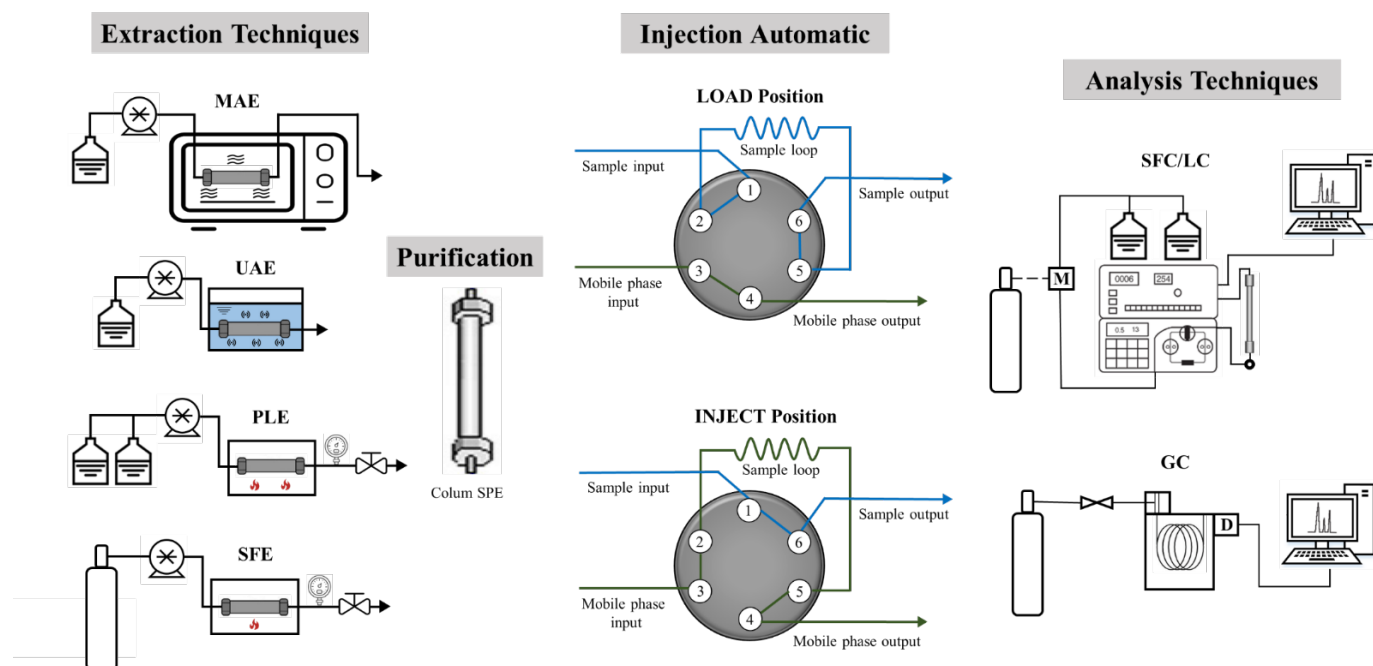 Extraction Techniques
MAE
UAE
PLE
SFE
Purification
Colum SPE
Injection Automatic
LOAD Position
Sample loop
Sample input
Sample output
1
2
6
3
5
4
Mobile phase
input
Mobile phase output
INJECT Position
Sample loop
Sample input
Sample output
1
2
6
3
5
4
Mobile phase
input
Mobile phase output
Analysis Techniques
SFC/LC
M
0006
254
0.5 13
GC
D